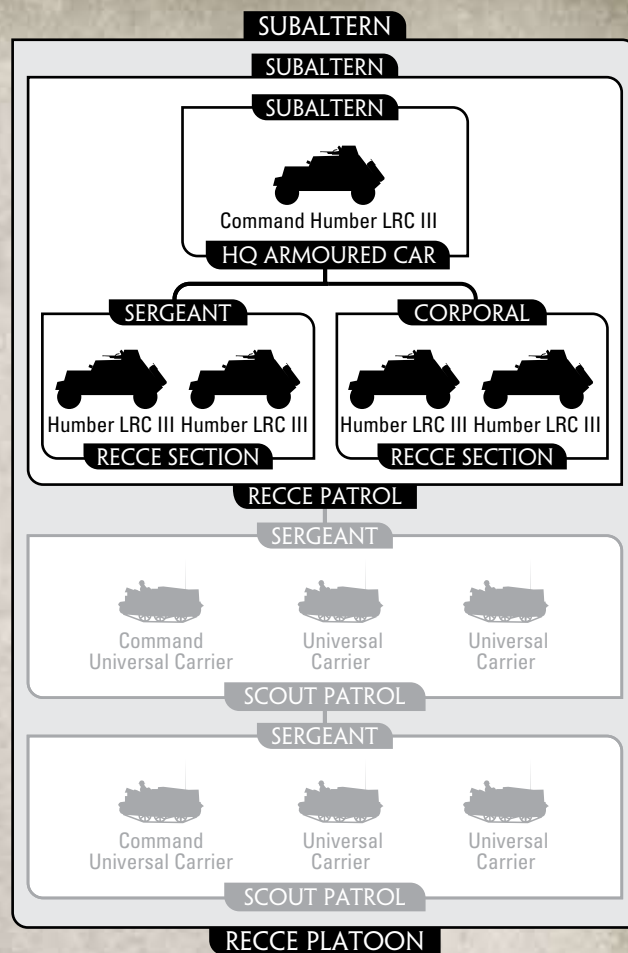 SUBALTERN
SUBALTERN
SUBALTERN
Command Humber LRC III
HQ ARMOURED CAR
SERGEANT
Humber LRC III Humber LRC III
RECCE SECTION
CORPORAL
Humber LRC III Humber LRC III
RECCE SECTION
RECCE PATROL
SERGEANT
Command
Universal Carrier
Universal
Carrier
Universal
Carrier
SCOUT PATROL
SERGEANT
Command
Universal Carrier
Universal
Carrier
Universal
Carrier
SCOUT PATROL
RECCE PLATOON